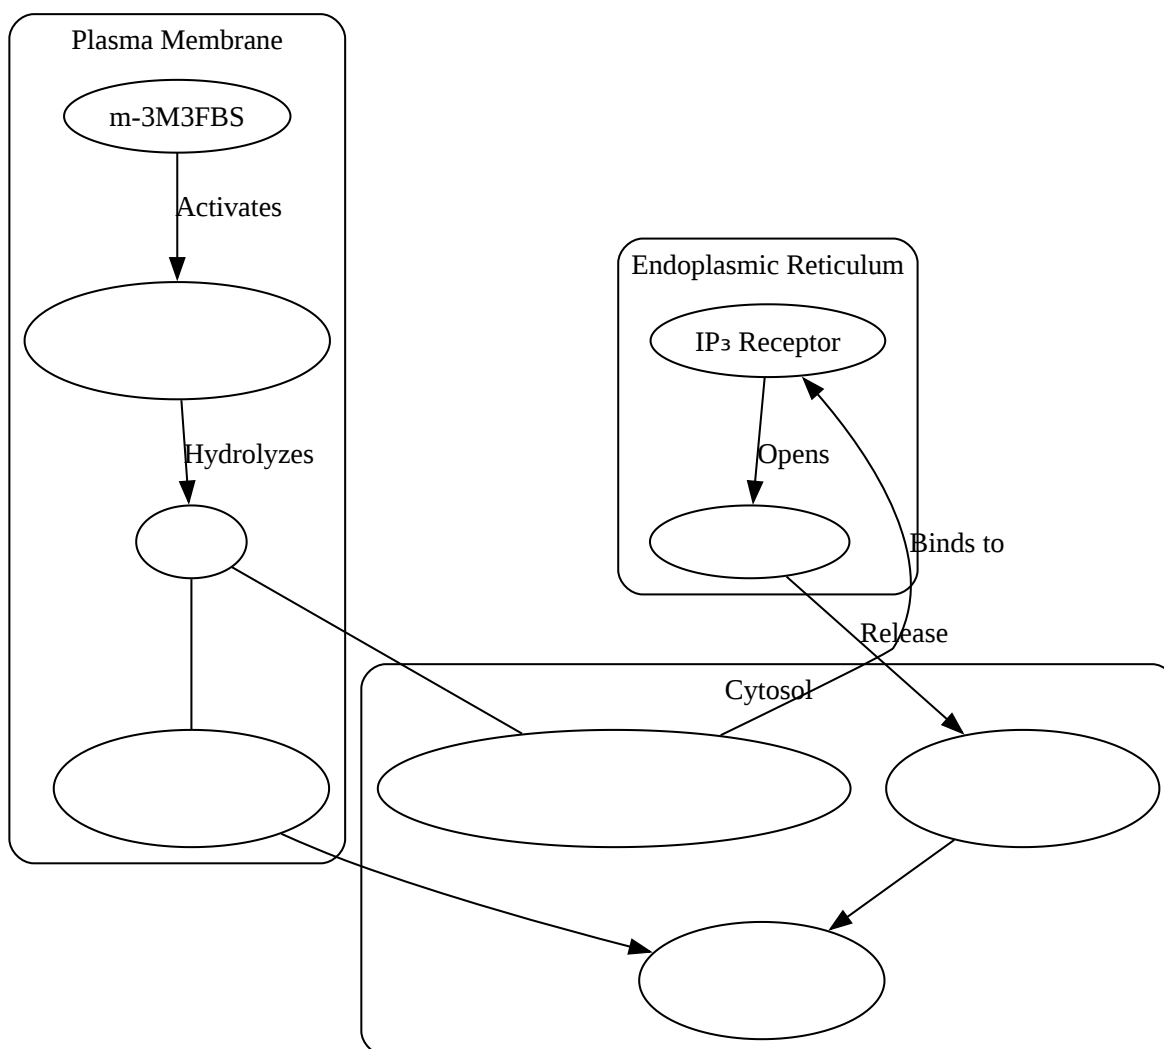 Plasma Membrane
m-3M3FBS
Activates
Hydrolyzes
Endoplasmic Reticulum
IP₃ Receptor
Opens
Binds to
Release
Cytosol